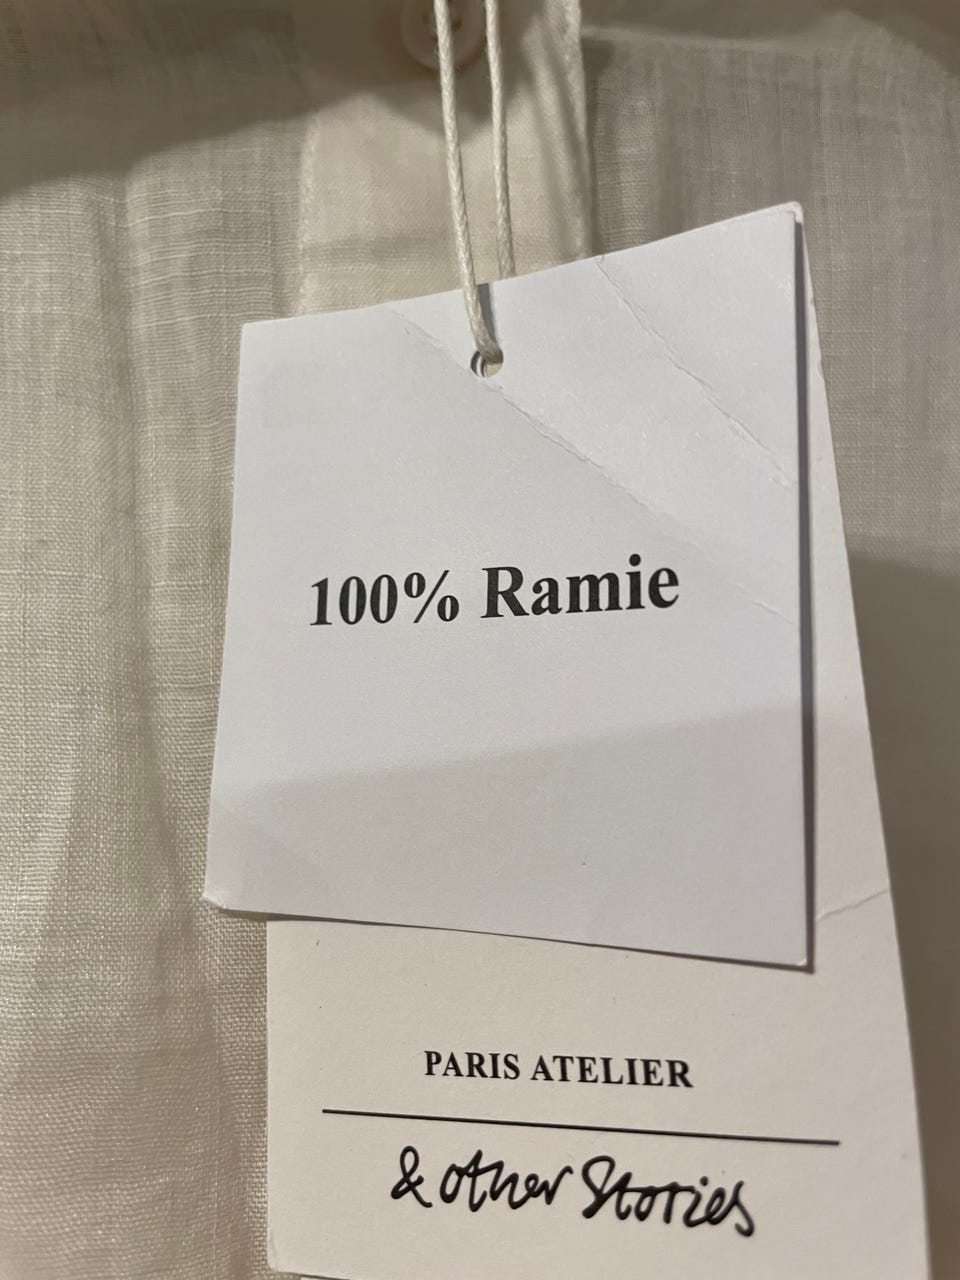 100% Ramie
PARIS ATELIER
& other Stories